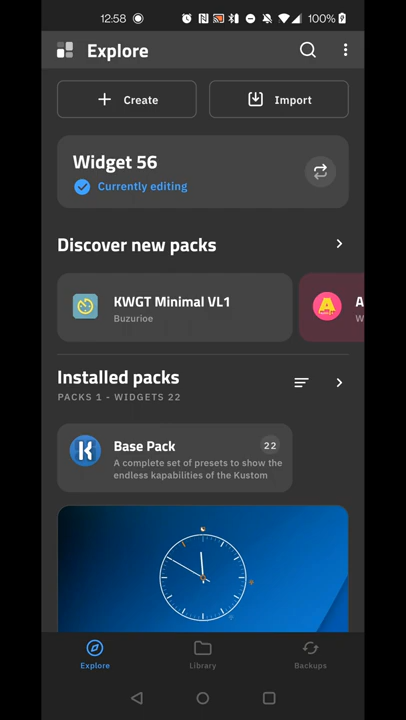 12:58
100%
Explore
Create
Import
Widget 56
Currently editing
Discover new packs
KWGT Minimal VL1
Buzurioe
A
W
Installed packs
PACKS 1 - WIDGETS 22
Base Pack
22
A complete set of presets to show the
endless kapabilities of the Kustom
Explore
Library
Backups